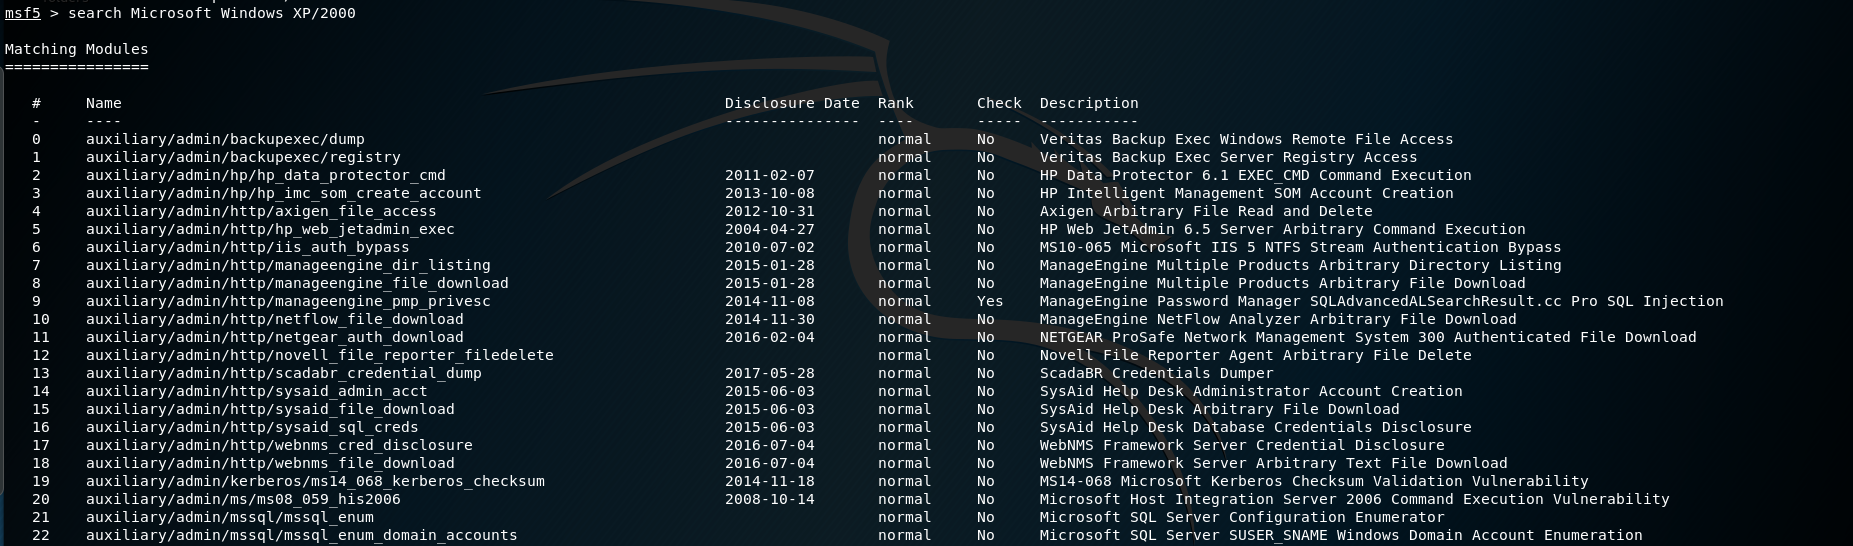 msf5 > search Microsoft Windows XP/2000
Matching Modules
================
# Name Disclosure Date Rank Check Description
- ---- --------------- ---- ----- -----------
0 auxiliary/admin/backupexec/dump normal No Veritas Backup Exec Windows Remote File Access
1 auxiliary/admin/backupexec/registry normal No Veritas Backup Exec Server Registry Access
2 auxiliary/admin/hp/hp_data_protector_cmd 2011-02-07 normal No HP Data Protector 6.1 EXEC_CMD Command Execution
3 auxiliary/admin/hp/hp_imc_som_create_account 2013-10-08 normal No HP Intelligent Management SOM Account Creation
4 auxiliary/admin/http/axigen_file_access 2012-10-31 normal No Axigen Arbitrary File Read and Delete
5 auxiliary/admin/http/hp_web_jetadmin_exec 2004-04-27 normal No HP Web JetAdmin 6.5 Server Arbitrary Command Execution
6 auxiliary/admin/http/iis_auth_bypass 2010-07-02 normal No MS10-065 Microsoft IIS 5 NTFS Stream Authentication Bypass
7 auxiliary/admin/http/manageengine_dir_listing 2015-01-28 normal No ManageEngine Multiple Products Arbitrary Directory Listing
8 auxiliary/admin/http/manageengine_file_download 2015-01-28 normal No ManageEngine Multiple Products Arbitrary File Download
9 auxiliary/admin/http/manageengine_pmp_privesc 2014-11-08 normal Yes ManageEngine Password Manager SQLAdvancedALSearchResult.cc Pro SQL Injection
10 auxiliary/admin/http/netflow_file_download 2014-11-30 normal No ManageEngine NetFlow Analyzer Arbitrary File Download
11 auxiliary/admin/http/netgear_auth_download 2016-02-04 normal No NETGEAR ProSafe Network Management System 300 Authenticated File Download
12 auxiliary/admin/http/novell_file_reporter_filedelete normal No Novell File Reporter Agent Arbitrary File Delete
13 auxiliary/admin/http/scadabr_credential_dump 2017-05-28 normal No ScadaBR Credentials Dumper
14 auxiliary/admin/http/sysaid_admin_acct 2015-06-03 normal No SysAid Help Desk Administrator Account Creation
15 auxiliary/admin/http/sysaid_file_download 2015-06-03 normal No SysAid Help Desk Arbitrary File Download
16 auxiliary/admin/http/sysaid_sql_creds 2015-06-03 normal No SysAid Help Desk Database Credentials Disclosure
17 auxiliary/admin/http/webnms_cred_disclosure 2016-07-04 normal No WebNMS Framework Server Credential Disclosure
18 auxiliary/admin/http/webnms_file_download 2016-07-04 normal No WebNMS Framework Server Arbitrary Text File Download
19 auxiliary/admin/kerberos/ms14_068_kerberos_checksum 2014-11-18 normal No MS14-068 Microsoft Kerberos Checksum Validation Vulnerability
20 auxiliary/admin/ms/ms08_059_his2006 2008-10-14 normal No Microsoft Host Integration Server 2006 Command Execution Vulnerability
21 auxiliary/admin/mssql/mssql_enum normal No Microsoft SQL Server Configuration Enumerator
22 auxiliary/admin/mssql/mssql_enum_domain_accounts normal No Microsoft SQL Server SUSER_SNAME Windows Domain Account Enumeration